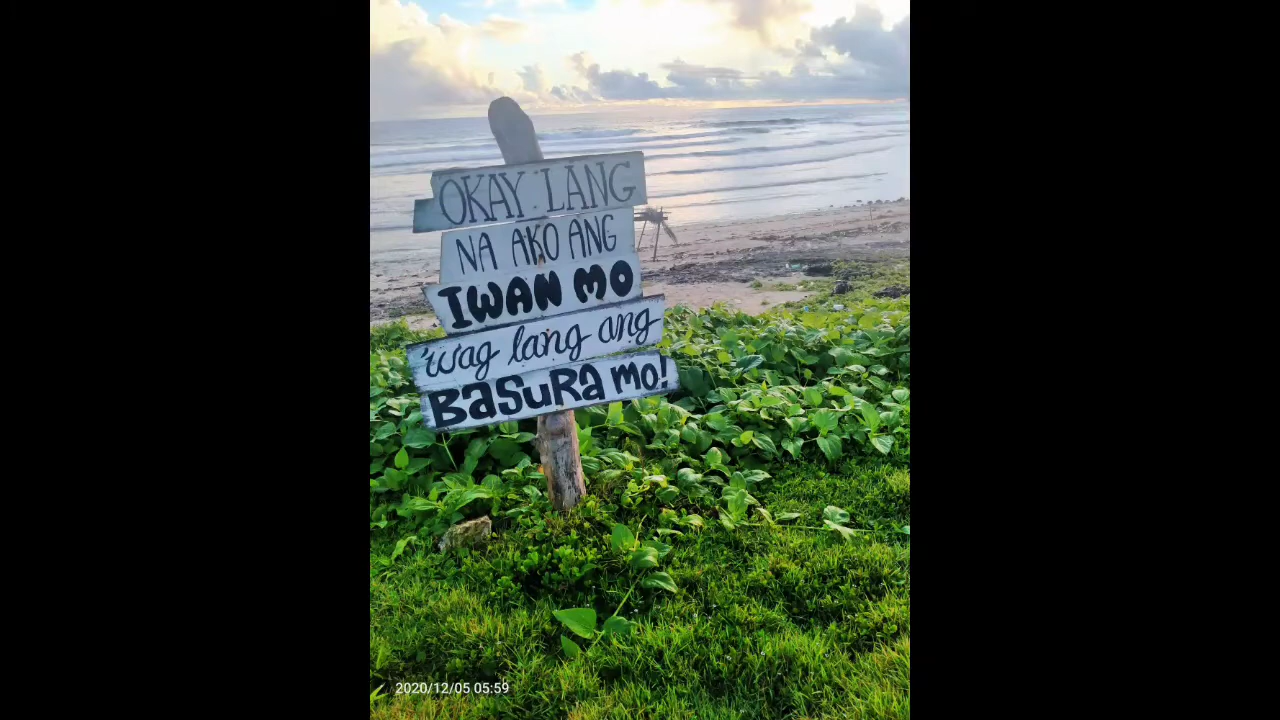 OKAY LANG
NA AKO ANG
IWAN MO
'wag lang ang
BaSuRa mo!
2020/12/05 05:59